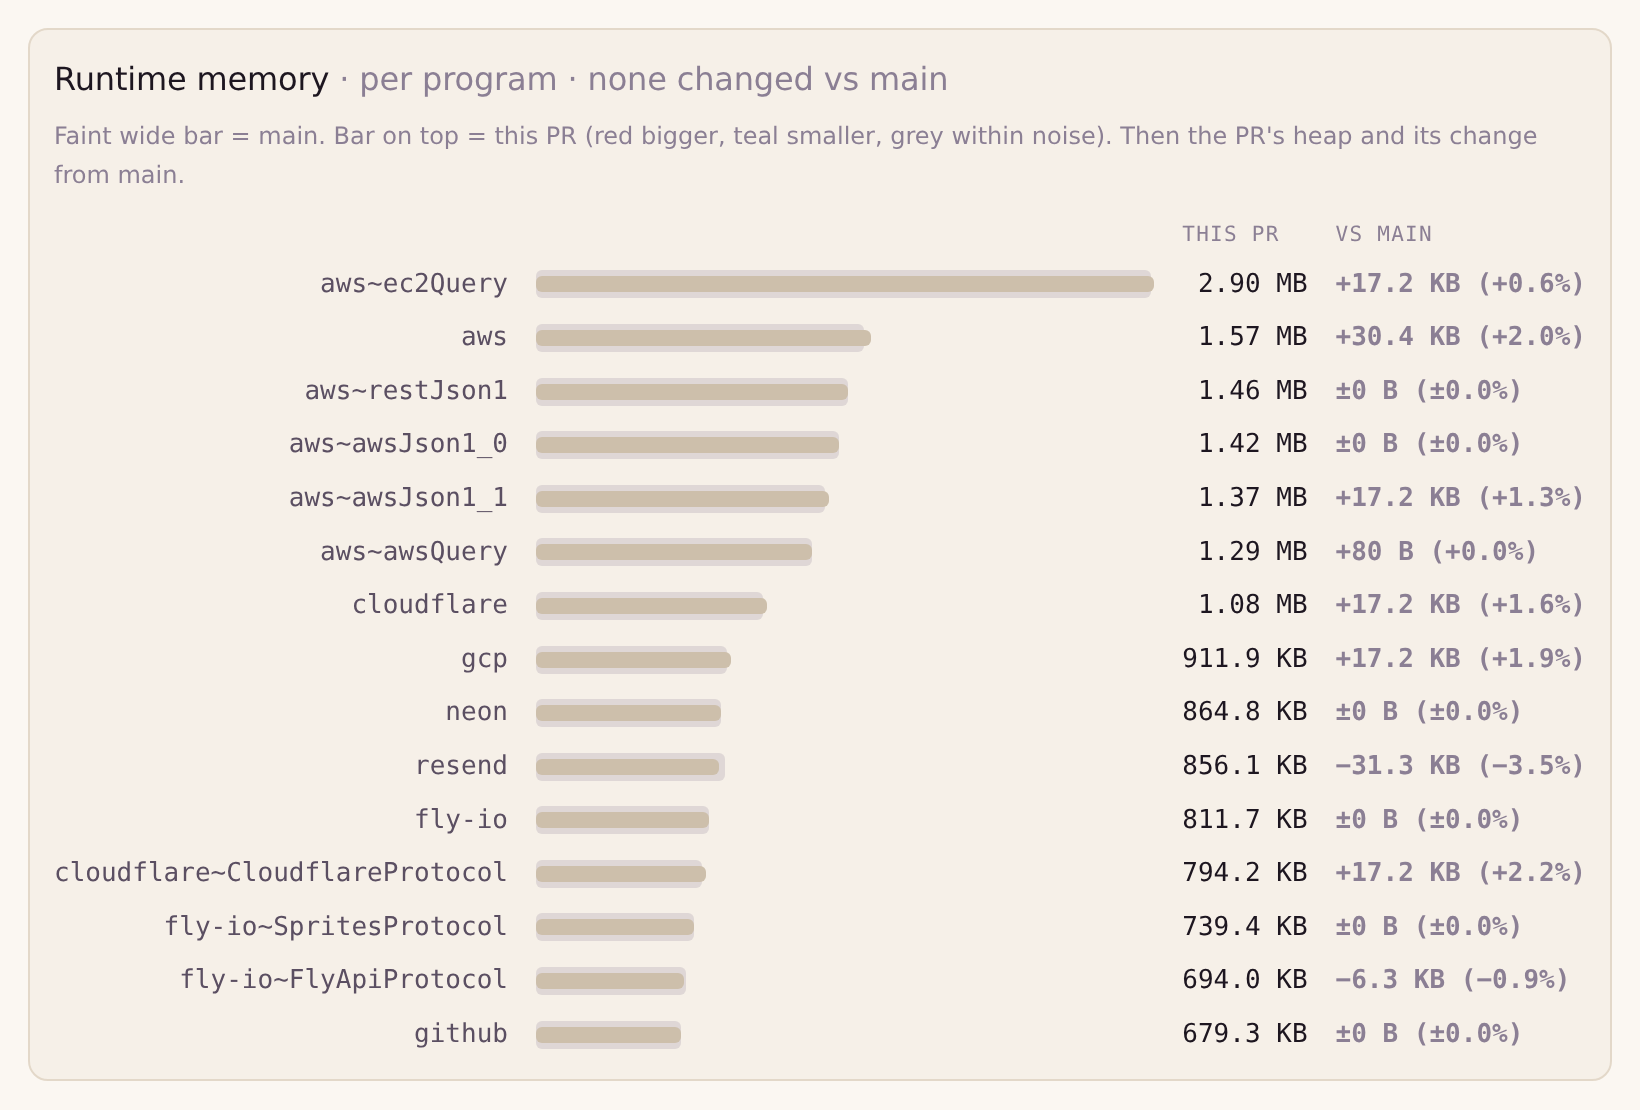 Runtime memory · per program · none changed vs main
Faint wide bar = main. Bar on top = this PR (red bigger, teal smaller, grey within noise). Then the PR's heap and its change
from main.
THIS PR VS MAIN
aws~ec2Query 2.90 MB +17.2 KB (+0.6%)
aws 1.57 MB +30.4 KB (+2.0%)
aws~restJson1 1.46 MB ±0 B (±0.0%)
aws~awsJson1_0 1.42 MB ±0 B (±0.0%)
aws~awsJson1_1 1.37 MB +17.2 KB (+1.3%)
aws~awsQuery 1.29 MB +80 B (+0.0%)
cloudflare 1.08 MB +17.2 KB (+1.6%)
gcp 911.9 KB +17.2 KB (+1.9%)
neon 864.8 KB ±0 B (±0.0%)
resend 856.1 KB −31.3 KB (−3.5%)
fly-io 811.7 KB ±0 B (±0.0%)
cloudflare~CloudflareProtocol 794.2 KB +17.2 KB (+2.2%)
fly-io~SpritesProtocol 739.4 KB ±0 B (±0.0%)
fly-io~FlyApiProtocol 694.0 KB −6.3 KB (−0.9%)
github 679.3 KB ±0 B (±0.0%)